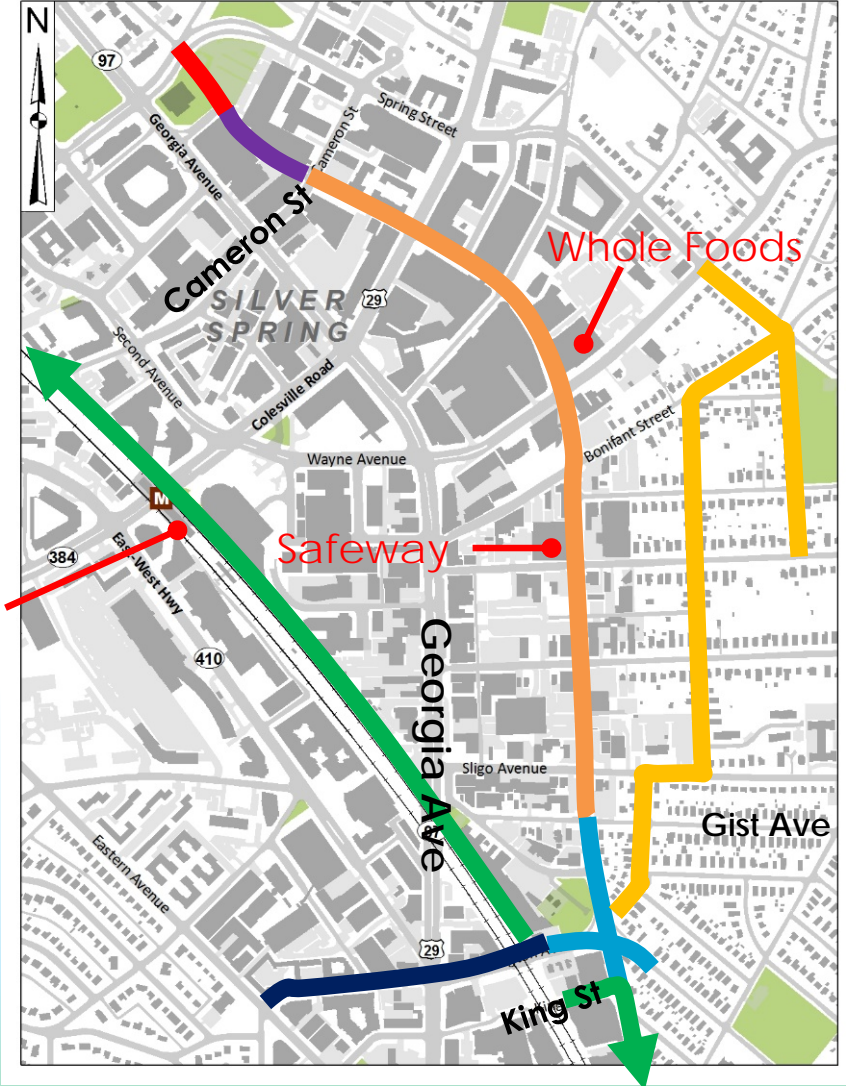 N
97
Georgia Avenue
Cameron St
Spring Street
Cameron St
Whole Foods
SILVER
SPRING
29
Second Avenue
Colesville Road
Bonifant Street
Wayne Avenue
M
384
East-West Hwy
Safeway
410
Georgia Ave
Sligo Avenue
Gist Ave
Eastern Avenue
29
King St